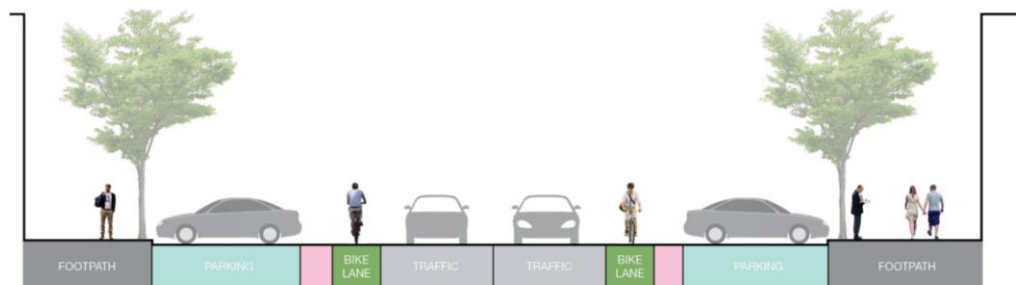 FOOTPATH
PARKING
BIKE
LANE
TRAFFIC
TRAFFIC
BIKE
LANE
PARKING
FOOTPATH